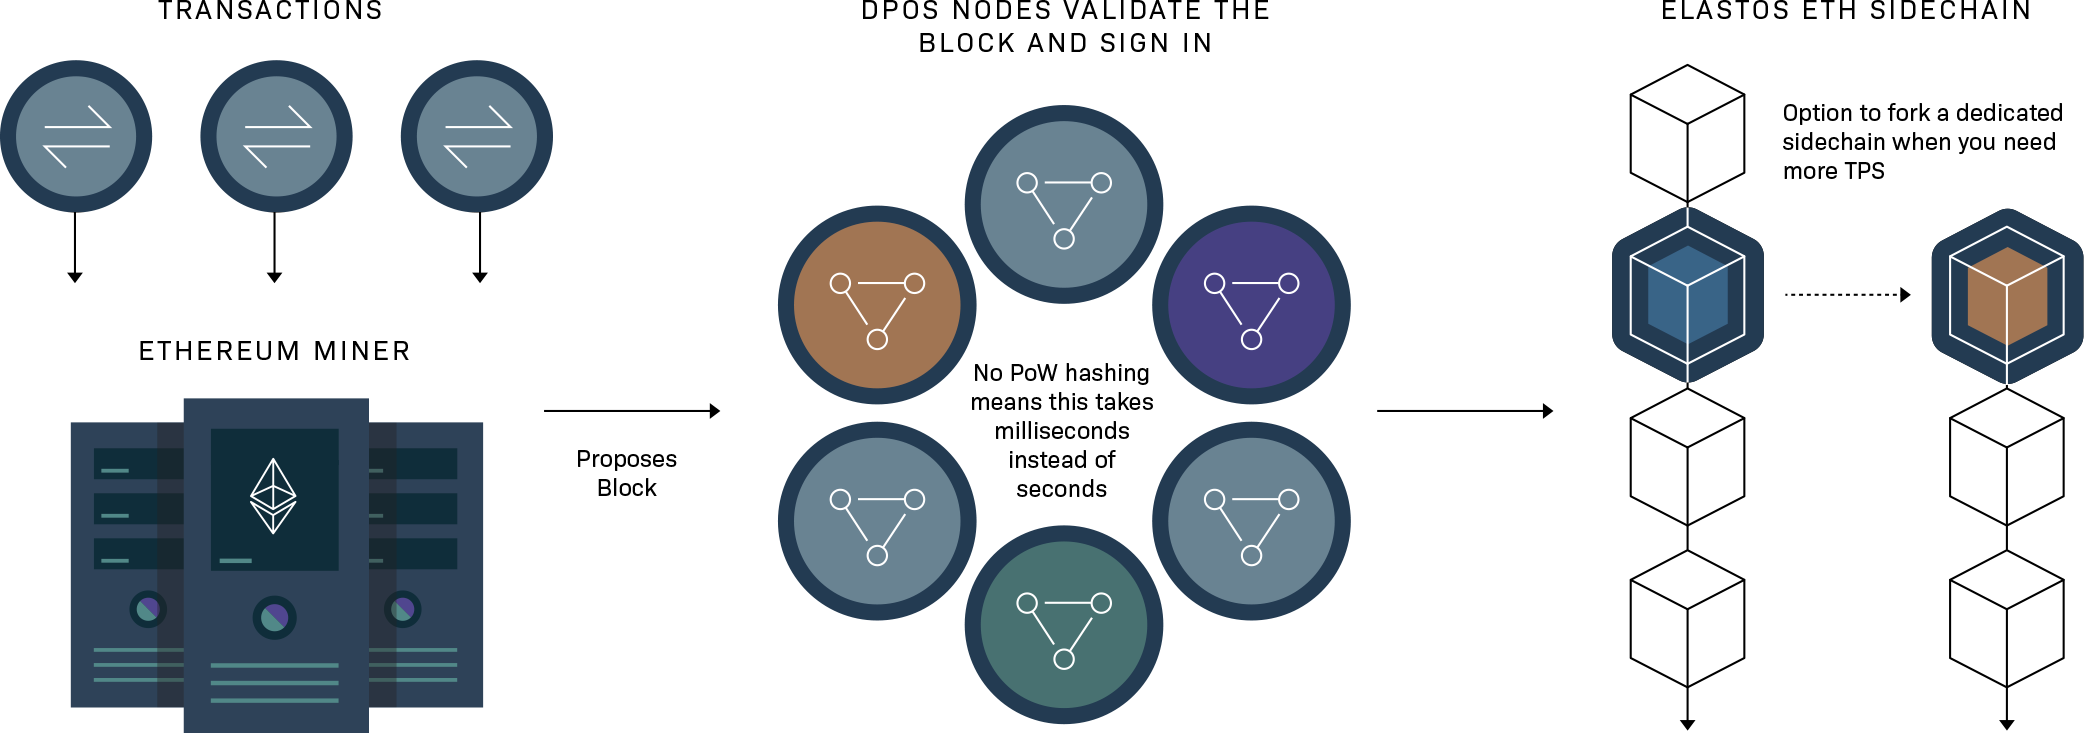 TRANSACTIONS
ETHEREUM MINER
Proposes
Block
DPOS NODES VALIDATE THE
BLOCK AND SIGN IN
No PoW hashing
means this takes
milliseconds
instead of
seconds
ELASTOS ETH SIDECHAIN
Option to fork a dedicated
sidechain when you need
more TPS